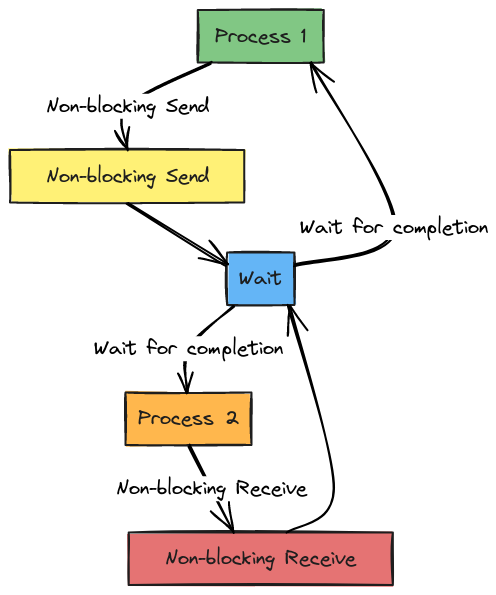 Process 1
Non-blocking Send
Non-blocking Send
Wait for completion
Wait
Wait for completion
Process 2
Non-blocking Receive
Non-blocking Receive